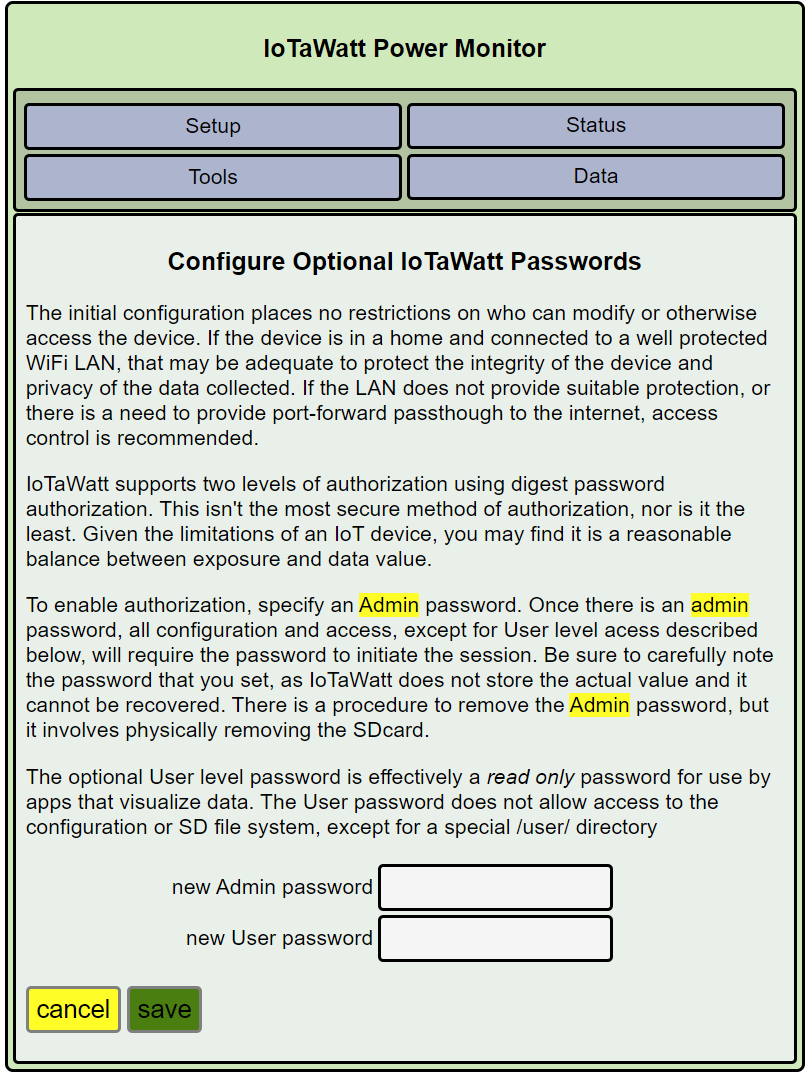 IoTaWatt Power Monitor
Setup
Status
Tools
Data
Configure Optional IoTaWatt Passwords
The initial configuration places no restrictions on who can modify or otherwise
access the device. If the device is in a home and connected to a well protected
WiFi LAN, that may be adequate to protect the integrity of the device and
privacy of the data collected. If the LAN does not provide suitable protection, or
there is a need to provide port-forward passthough to the internet, access
control is recommended.
IoTaWatt supports two levels of authorization using digest password
authorization. This isn't the most secure method of authorization, nor is it the
least. Given the limitations of an IoT device, you may find it is a reasonable
balance between exposure and data value.
To enable authorization, specify an Admin password. Once there is an admin
password, all configuration and access, except for User level acess described
below, will require the password to initiate the session. Be sure to carefully note
the password that you set, as IoTaWatt does not store the actual value and it
cannot be recovered. There is a procedure to remove the Admin password, but
it involves physically removing the SDcard.
The optional User level password is effectively a read only password for use by
apps that visualize data. The User password does not allow access to the
configuration or SD file system, except for a special /user/ directory
new Admin password
new User password
cancel save